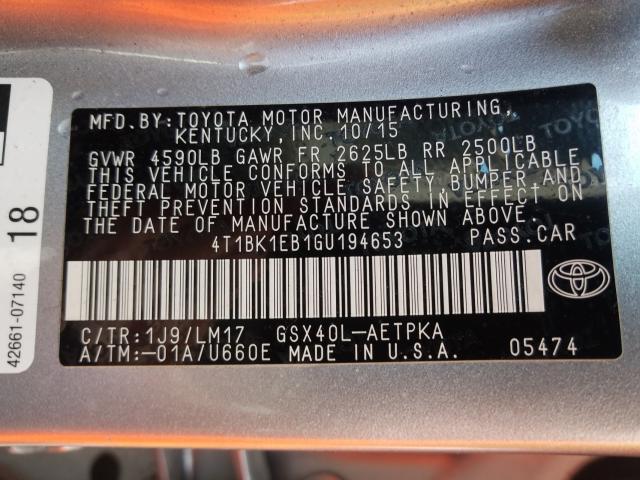 MFD.BY:TOYOTA MOTOR MANUFACTURING,
KENTUCKY, INC. 10/15
GVWR 4590LB GAWR FR 2625LB RR 2500LB
THIS VEHICLE CONFORMS TO ALL APPLICABLE
FEDERAL MOTOR VEHICLE SAFETY,BUMPER AND
THEFT PREVENTION STANDARDS IN EFFECT ON
THE DATE OF MANUFACTURE SHOWN ABOVE.
4T1BK1EB1GU194653 PASS.CAR
C/TR:1J9/LM17 GSX40L-AETPKA
A/TM:-01A/U660E MADE IN U.S.A. 05474
TOYOTA
42661-07140
18